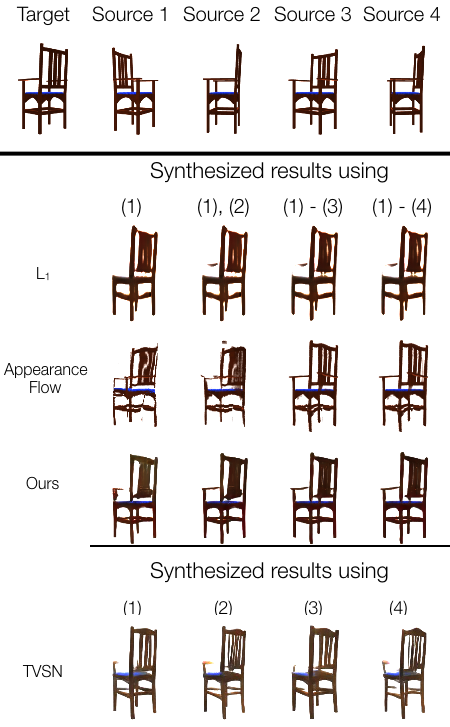 Target Source 1 Source 2 Source 3 Source 4
Synthesized results using
(1) (1), (2) (1) - (3) (1) - (4)
L₁
Appearance
Flow
Ours
Synthesized results using
(1) (2) (3) (4)
TVSN